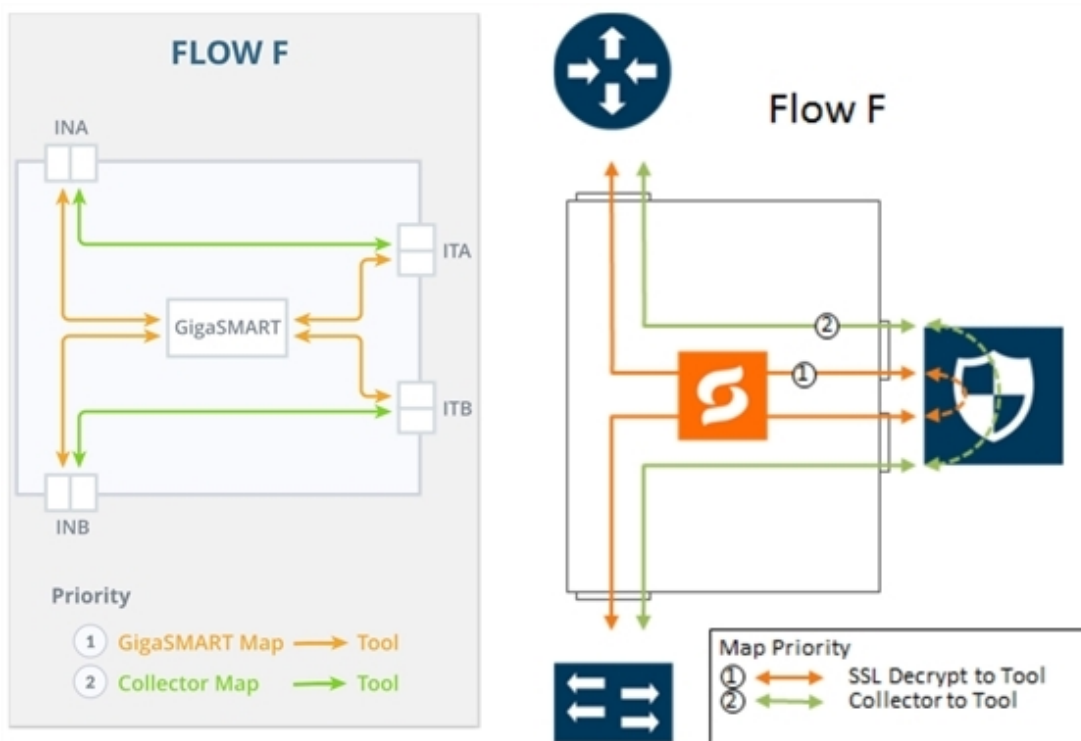 FLOW F
INA
ITA
GigaSMART
ITB
INB
Priority
1 GigaSMART Map Tool
2 Collector Map Tool
Flow F
2
1
Map Priority
1 SSL Decrypt to Tool
2 Collector to Tool